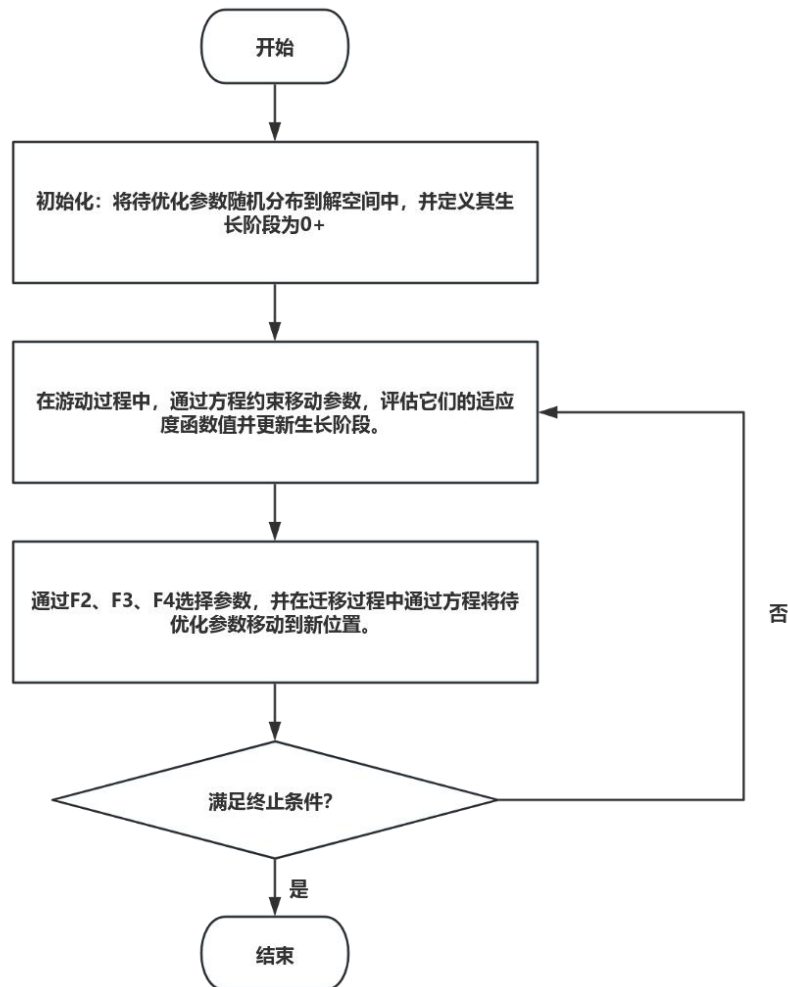 开始
初始化：将待优化参数随机分布到解空间中，并定义其生
长阶段为0+
在游动过程中，通过方程约束移动参数，评估它们的适应
度函数值并更新生长阶段。
通过F2、F3、F4选择参数，并在迁移过程中通过方程将待
优化参数移动到新位置。
否
满足终止条件?
是
结束